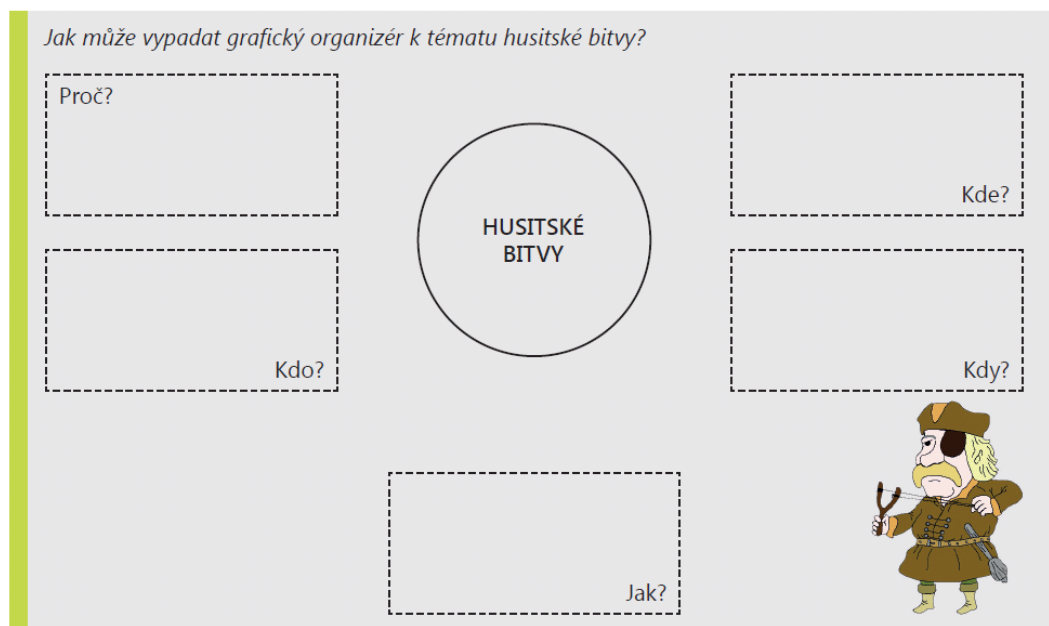 Jak může vypadat grafický organizér k tématu husitské bitvy?
Proč?
Kde?
HUSITSKÉ
BITVY
Kdo?
Kdy?
Jak?